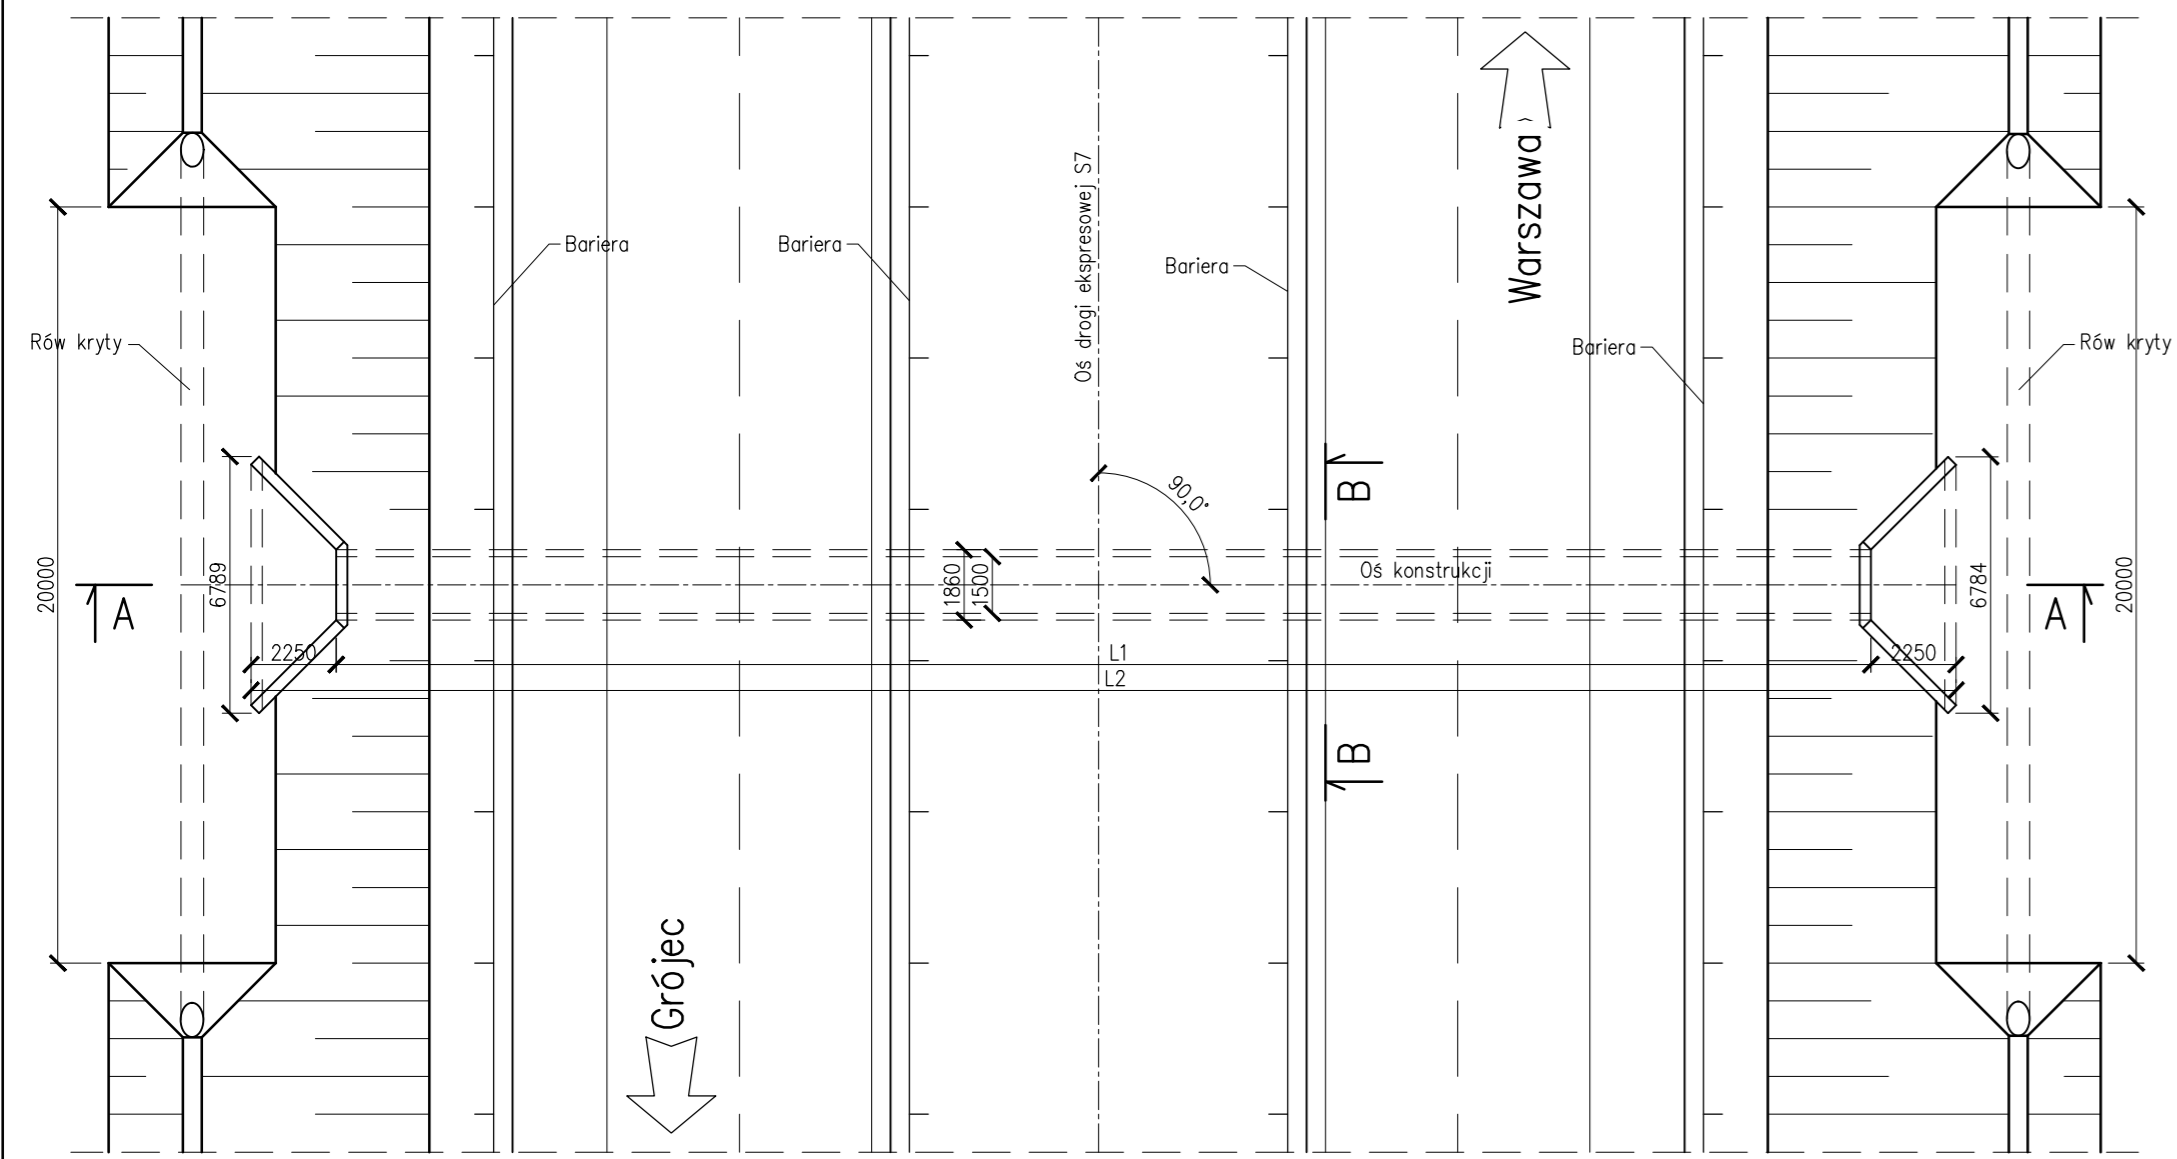 Warszawa
Oś drogi ekspresowej S7
Bariera
Bariera
Bariera
Bariera
Rów kryty
Rów kryty
90,0°
B
Oś konstrukcji
20000
6789
1860
1500
6784
20000
A
A
2250
L1
2250
L2
B
Grójec